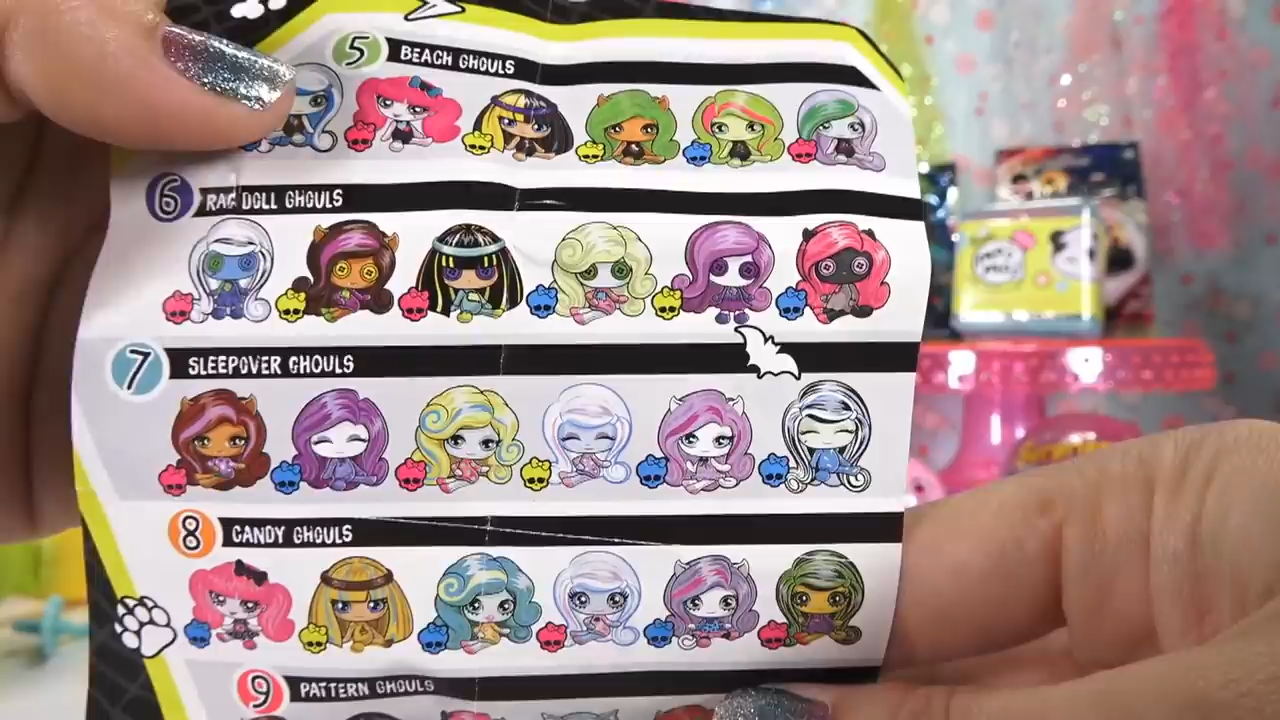 5 BEACH GHOULS
6 RAG DOLL GHOULS
7 SLEEPOVER GHOULS
8 CANDY GHOULS
9 PATTERN GHOULS